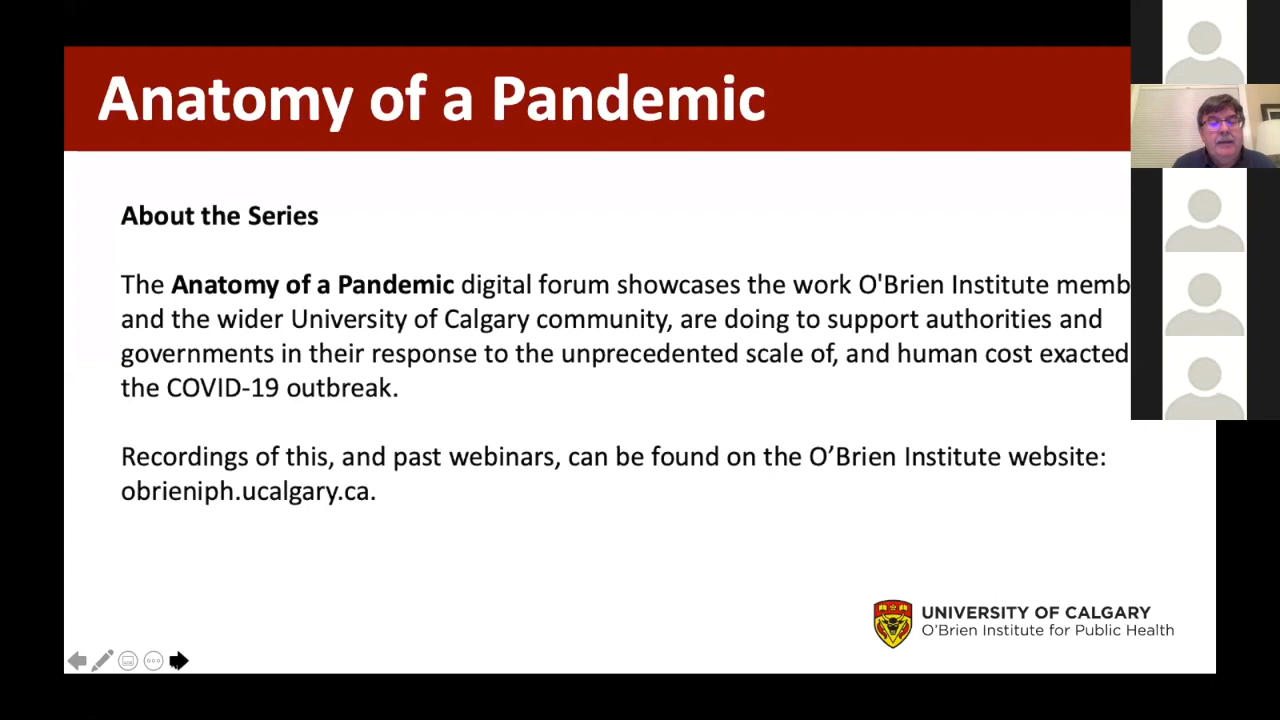 Anatomy of a Pandemic
About the Series
The Anatomy of a Pandemic digital forum showcases the work O'Brien Institute memb
and the wider University of Calgary community, are doing to support authorities and
governments in their response to the unprecedented scale of, and human cost exacted
the COVID-19 outbreak.
Recordings of this, and past webinars, can be found on the O’Brien Institute website:
obrieniph.ucalgary.ca.
UNIVERSITY OF CALGARY
O’Brien Institute for Public Health